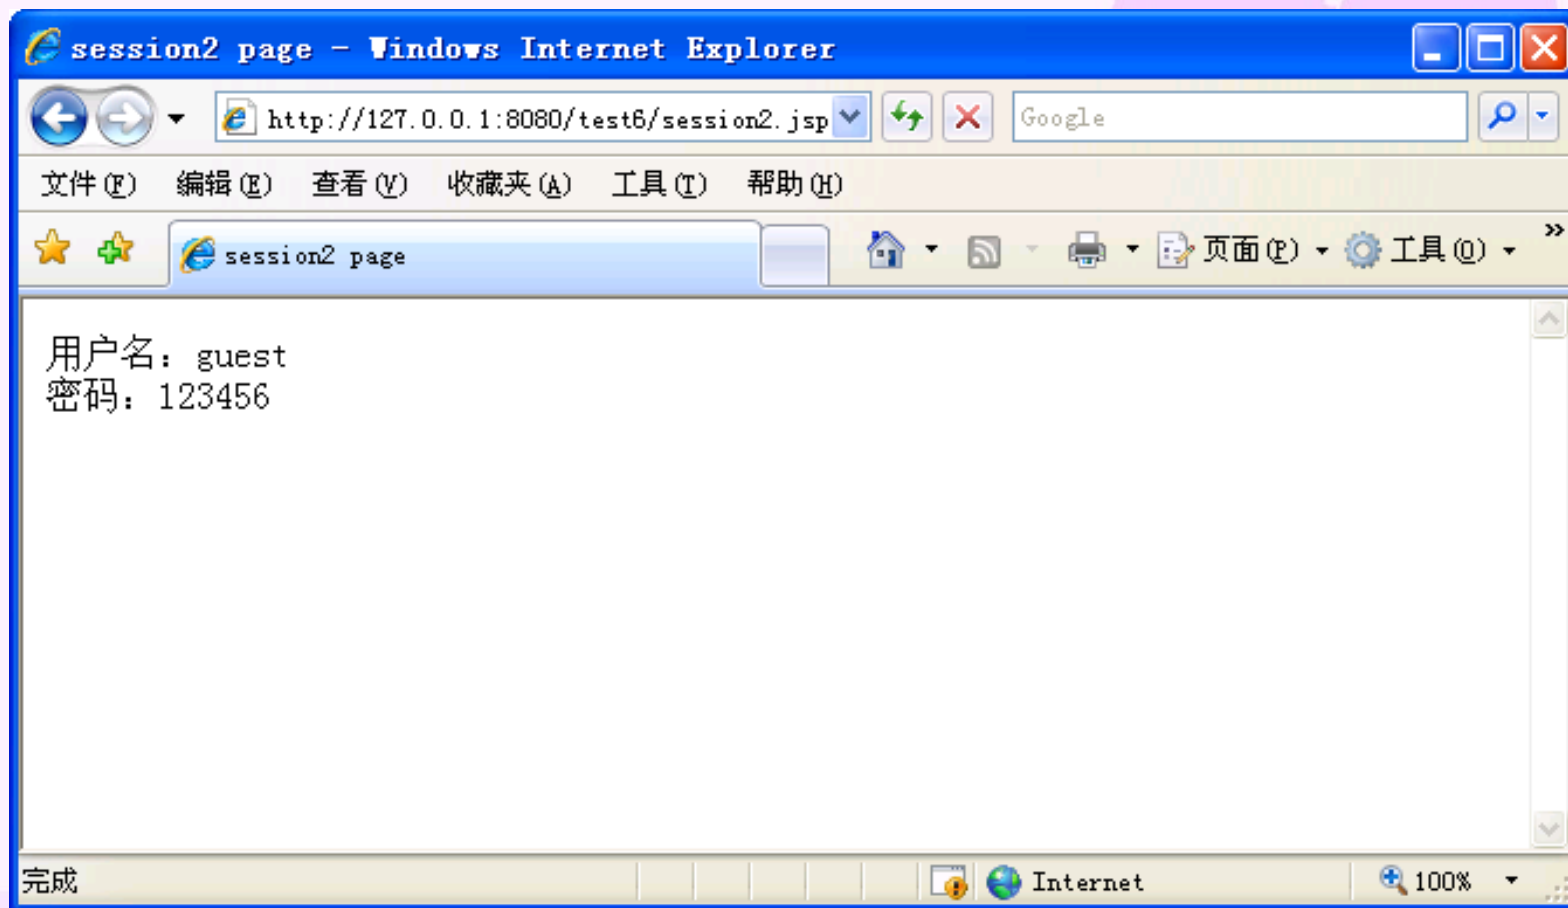 session2 page - Windows Internet Explorer
http://127.0.0.1:8080/test6/session2.jsp Google
文件(F) 编辑(E) 查看(V) 收藏夹(A) 工具(T) 帮助(H)
session2 page 页面(P) 工具(O) »
用户名：guest
密码：123456
完成 Internet 100%